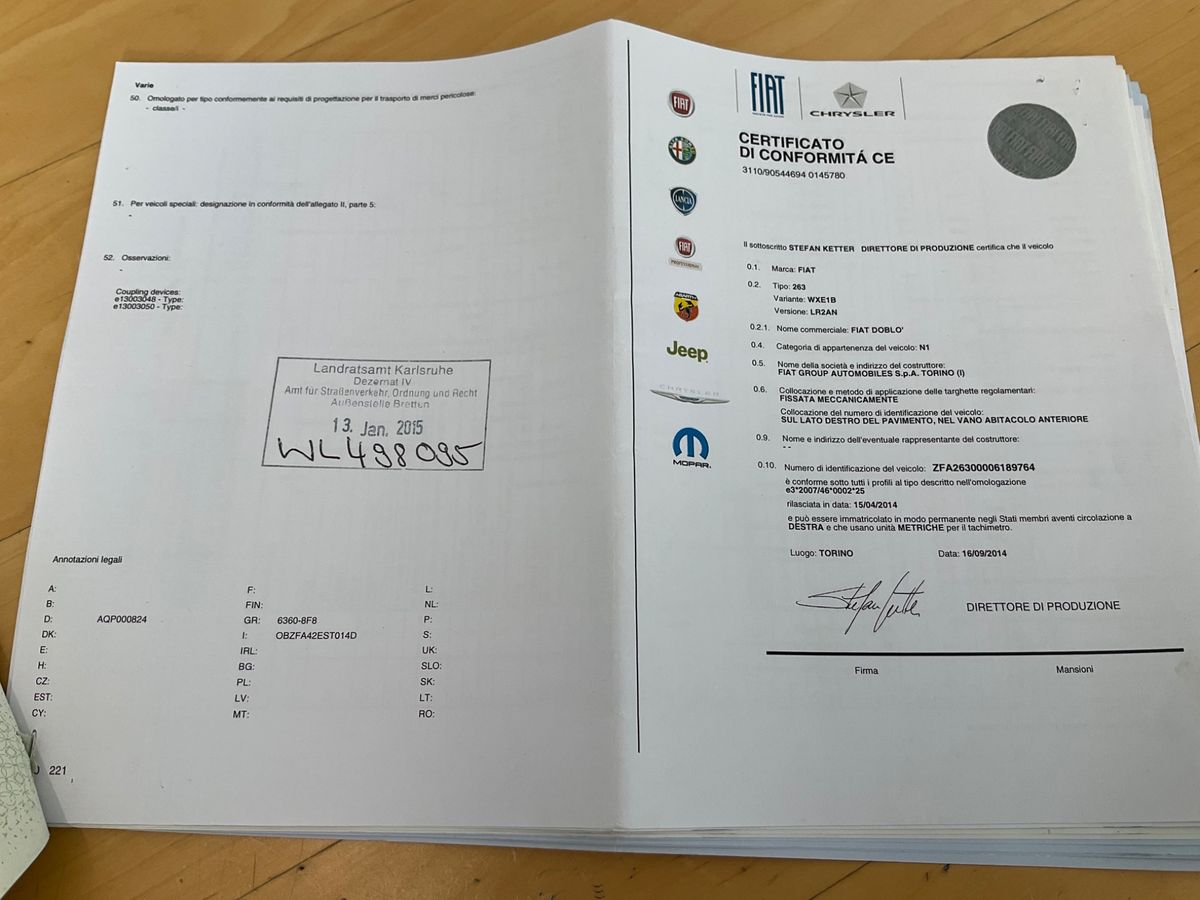 Varie
50. Omologato per tipo conformemente ai requisiti di progettazione per il trasporto di merci pericolose:
- classe/i -
51. Per veicoli speciali: designazione in conformità dell'allegato II, parte 5:
-
52. Osservazioni:
-
Coupling devices:
e13003048 - Type:
e13003050 - Type:
Landratsamt Karlsruhe
Dezernat IV
Amt für Straßenverkehr, Ordnung und Recht
Außenstelle Bretten
13. Jan. 2015
WL498095
Annotazioni legali
A: F: L:
B: FIN: NL:
D: AQP000824 GR: 6360-8F8 P:
DK: I: OBZFA42EST014D S:
E: IRL: UK:
H: BG: SLO:
CZ: PL: SK:
EST: LV: LT:
CY: MT: RO:
221
FIAT
FIAT
CHRYSLER
ALFA ROMEO
LANCIA
FIAT
PROFESSIONAL
ABARTH
Jeep
CHRYSLER
MOPAR
CERTIFICATO
DI CONFORMITÁ CE
3110/90544694 0145780
Il sottoscritto STEFAN KETTER DIRETTORE DI PRODUZIONE certifica che il veicolo
0.1. Marca: FIAT
0.2. Tipo: 263
Variante: WXE1B
Versione: LR2AN
0.2.1. Nome commerciale: FIAT DOBLO'
0.4. Categoria di appartenenza del veicolo: N1
0.5. Nome della società e indirizzo del costruttore:
FIAT GROUP AUTOMOBILES S.p.A. TORINO (I)
0.6. Collocazione e metodo di applicazione delle targhette regolamentari:
FISSATA MECCANICAMENTE
Collocazione del numero di identificazione del veicolo:
SUL LATO DESTRO DEL PAVIMENTO, NEL VANO ABITACOLO ANTERIORE
0.9. Nome e indirizzo dell'eventuale rappresentante del costruttore:
- -
0.10. Numero di identificazione del veicolo: ZFA26300006189764
è conforme sotto tutti i profili al tipo descritto nell'omologazione
e3*2007/46*0002*25
rilasciata in data: 15/04/2014
e può essere immatricolato in modo permanente negli Stati membri aventi circolazione a
DESTRA e che usano unità METRICHE per il tachimetro.
Luogo: TORINO Data: 16/09/2014
Stefan Ketter DIRETTORE DI PRODUZIONE
Firma Mansioni